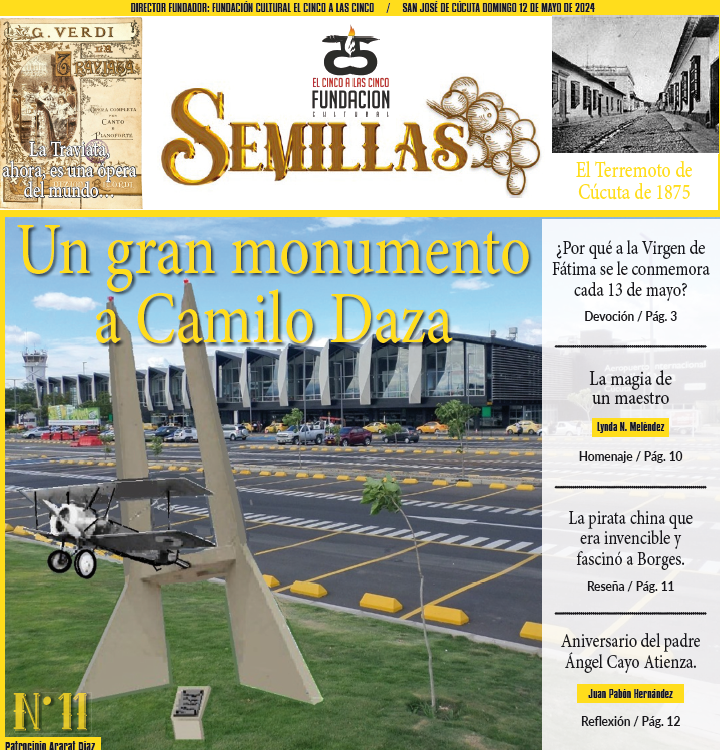 DIRECTOR FUNDADOR: FUNDACIÓN CULTURAL EL CINCO A LAS CINCO / SAN JOSÉ DE CÚCUTA DOMINGO 12 DE MAYO DE 2024
G. VERDI
LA
TRAVIATA
OPERA COMPLETA
PER
CANTO
E
PIANOFORTE
La Traviata,
ahora, es una ópera
del mundo…
EL CINCO A LAS CINCO
FUNDACION
CULTURAL
SEMILLAS
El Terremoto de
Cúcuta de 1875
Un gran monumento
a Camilo Daza
¿Por qué a la Virgen de
Fátima se le conmemora
cada 13 de mayo?
Devoción / Pág. 3
La magia de
un maestro
Lynda N. Meléndez
Homenaje / Pág. 10
La pirata china que
era invencible y
fascinó a Borges.
Reseña / Pág. 11
Aniversario del padre
Ángel Cayo Atienza.
Juan Pabón Hernández
Reflexión / Pág. 12
N° 11
Patrocinio Ararat Díaz